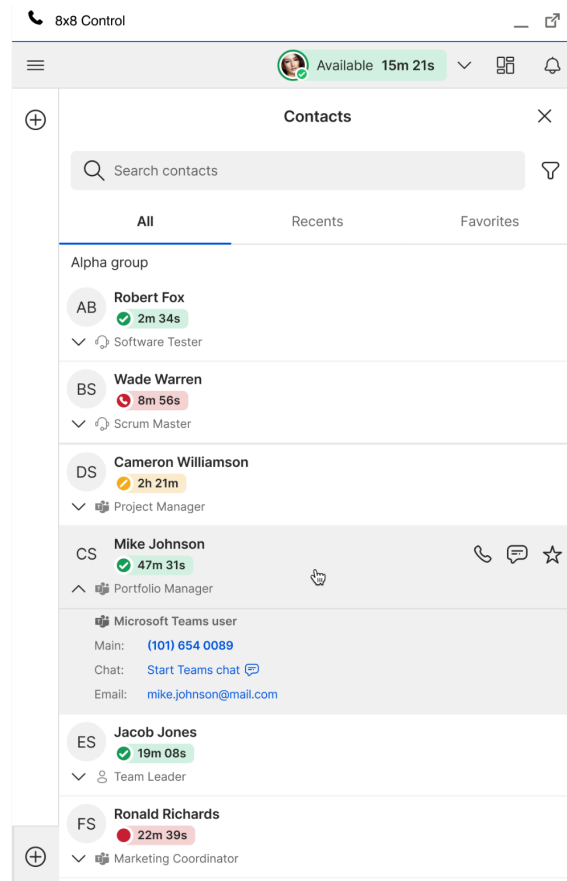 8x8 Control
Available 15m 21s
Contacts
Search contacts
All Recents Favorites
Alpha group
AB
Robert Fox
2m 34s
Software Tester
BS
Wade Warren
8m 56s
Scrum Master
DS
Cameron Williamson
2h 21m
Project Manager
CS
Mike Johnson
47m 31s
Portfolio Manager
Microsoft Teams user
Main: (101) 654 0089
Chat: Start Teams chat
Email: mike.johnson@mail.com
ES
Jacob Jones
19m 08s
Team Leader
FS
Ronald Richards
22m 39s
Marketing Coordinator